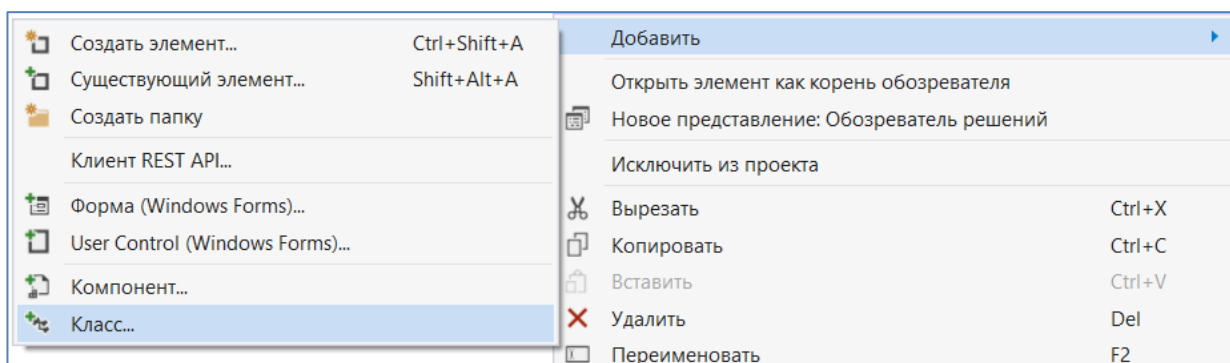 Создать элемент... Ctrl+Shift+A
Существующий элемент... Shift+Alt+A
Создать папку
Клиент REST API...
Форма (Windows Forms)...
User Control (Windows Forms)...
Компонент...
Класс...
Добавить
Открыть элемент как корень обозревателя
Новое представление: Обозреватель решений
Исключить из проекта
Вырезать Ctrl+X
Копировать Ctrl+C
Вставить Ctrl+V
Удалить Del
Переименовать F2